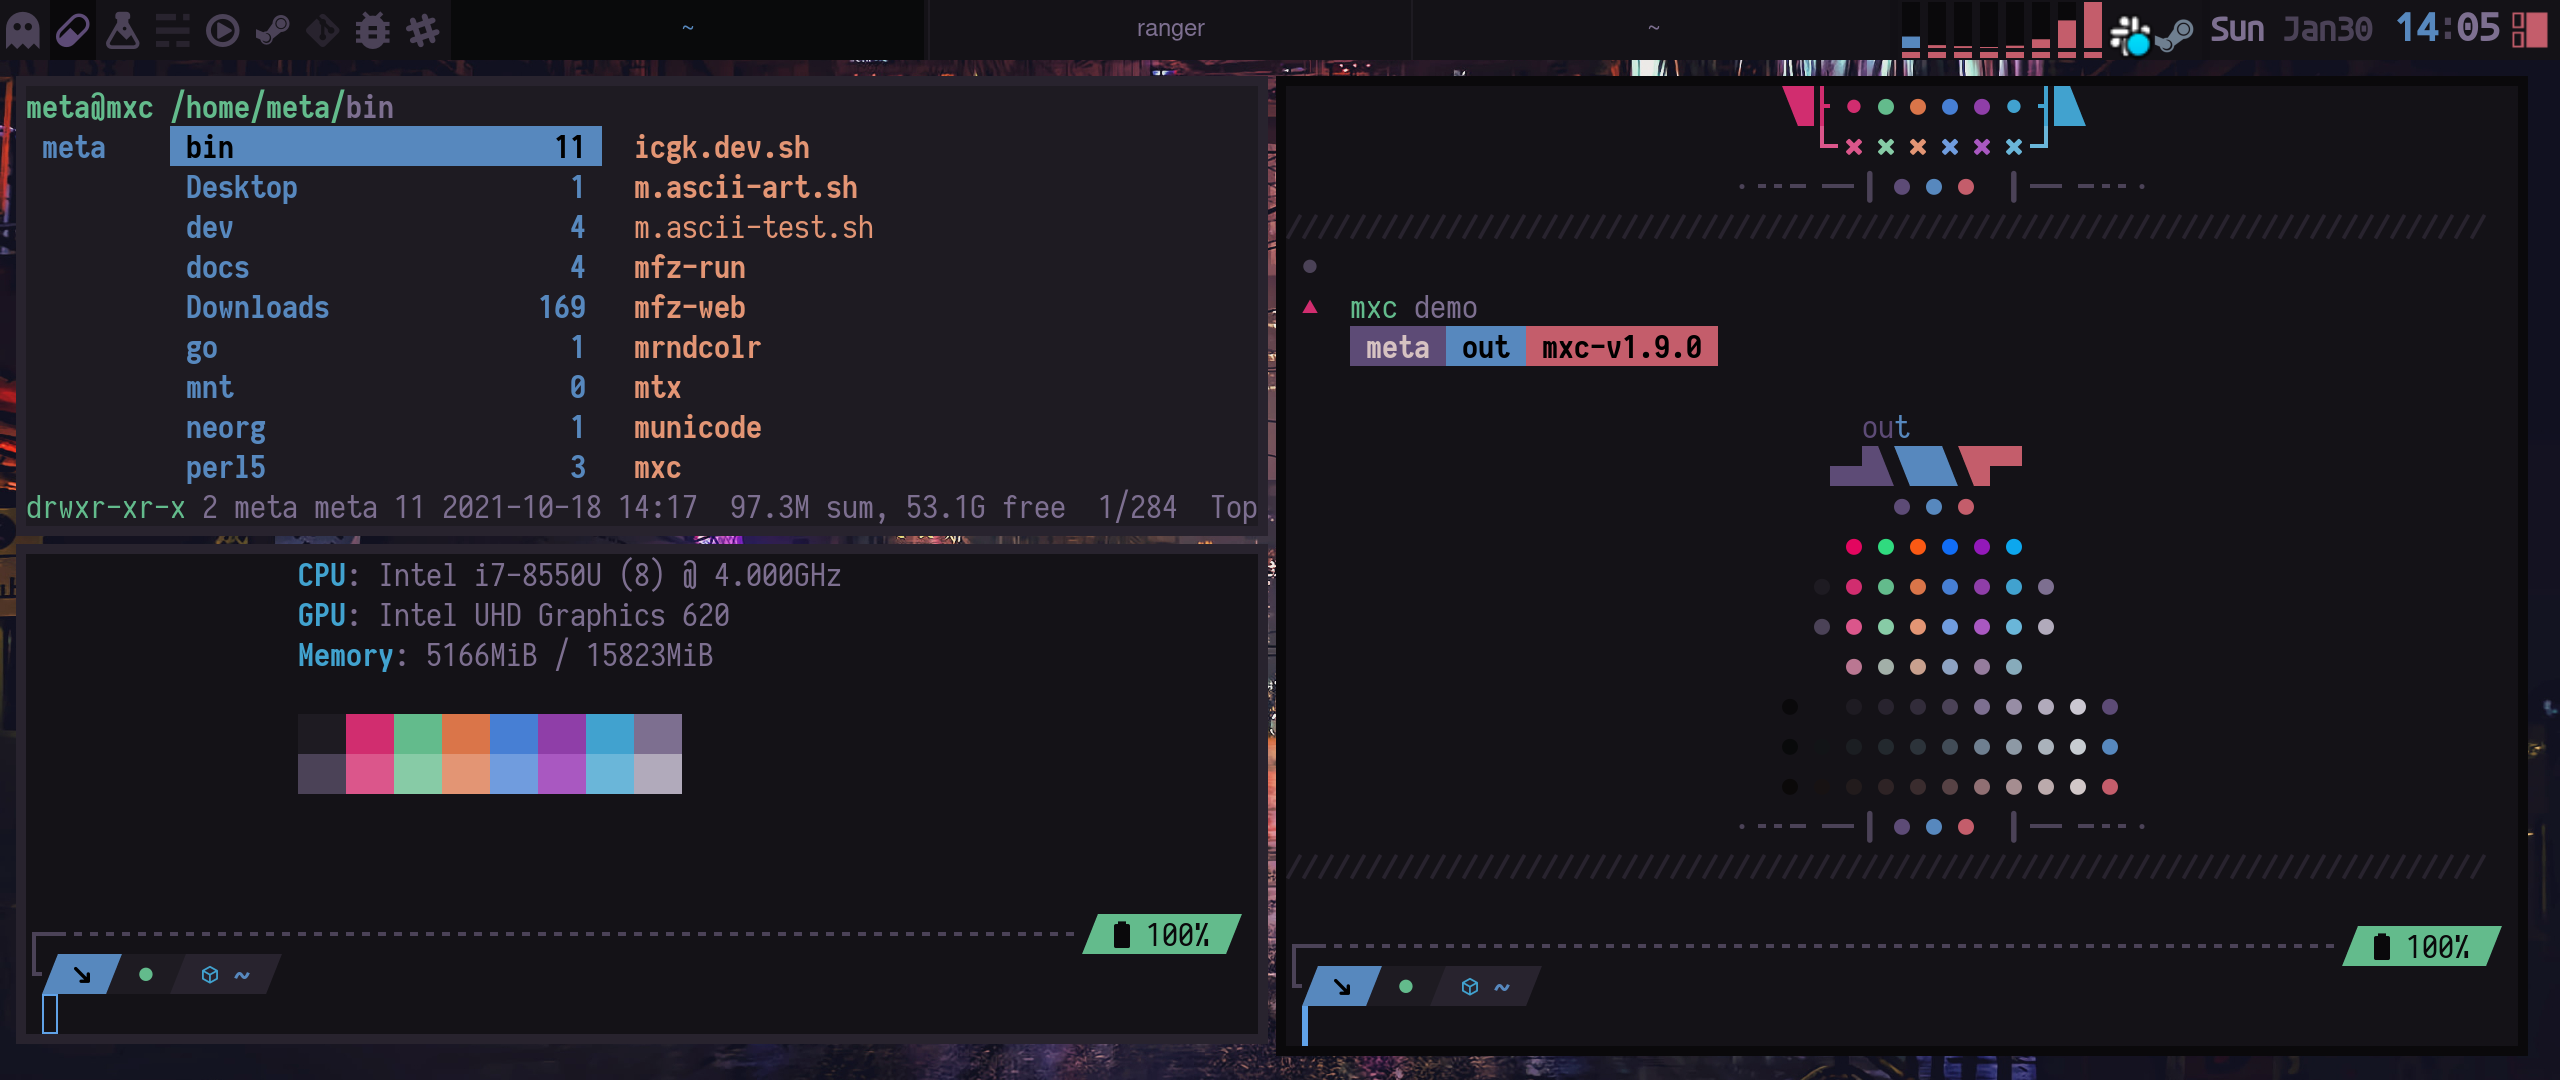 ~ ranger ~ Sun Jan30 14:05
meta@mxc /home/meta/bin
meta bin 11 icgk.dev.sh
Desktop 1 m.ascii-art.sh
dev 4 m.ascii-test.sh
docs 4 mfz-run
Downloads 169 mfz-web
go 1 mrndcolr
mnt 0 mtx
neorg 1 municode
perl5 3 mxc
drwxr-xr-x 2 meta meta 11 2021-10-18 14:17 97.3M sum, 53.1G free 1/284 Top
CPU: Intel i7-8550U (8) @ 4.000GHz
GPU: Intel UHD Graphics 620
Memory: 5166MiB / 15823MiB
100%
~
mxc demo
meta out mxc-v1.9.0
out
100%
~